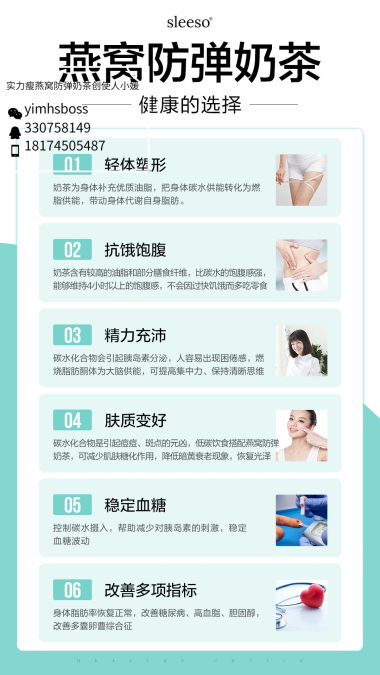 sleeso®
燕窝防弹奶茶
实力瘦燕窝防弹奶茶创使人小媛
健康的选择
yimhsboss
330758149
18174505487
01 轻体塑形
奶茶为身体补充优质油脂，把身体碳水供能转化为燃
脂供能，带动身体代谢自身脂肪。
02 抗饿饱腹
奶茶含有较高的油脂和部分膳食纤维，比碳水的饱腹感强，
能够维持4小时以上的饱腹感，不会因过快饥饿而多吃零食
03 精力充沛
碳水化合物会引起胰岛素分泌，人容易出现困倦感，燃
烧脂肪酮体为大脑供能，可提高集中力、保持清晰思维
04 肤质变好
碳水化合物是引起痘痘、斑点的元凶，低碳饮食搭配燕窝防弹
奶茶，可减少肌肤糖化作用，降低暗黄衰老现象，恢复光泽
05 稳定血糖
控制碳水摄入，帮助减少对胰岛素的刺激，稳定
血糖波动
06 改善多项指标
身体脂肪率恢复正常，改善糖尿病、高血脂、胆固醇，
改善多囊卵曹综合征